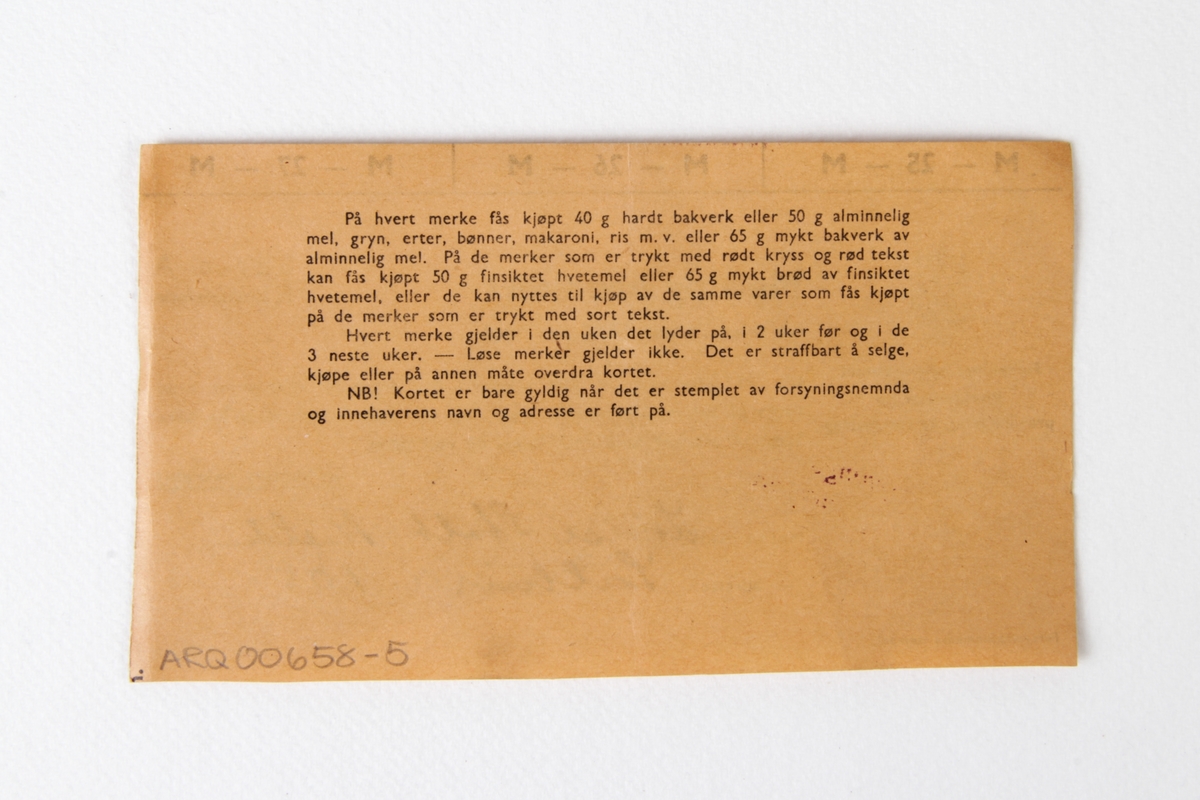 På hvert merke fås kjøpt 40 g hardt bakverk eller 50 g alminnelig
mel, gryn, erter, bønner, makaroni, ris m. v. eller 65 g mykt bakverk av
alminnelig mel. På de merker som er trykt med rødt kryss og rød tekst
kan fås kjøpt 50 g finsiktet hvetemel eller 65 g mykt brød av finsiktet
hvetemel, eller de kan nyttes til kjøp av de samme varer som fås kjøpt
på de merker som er trykt med sort tekst.
Hvert merke gjelder i den uken det lyder på, i 2 uker før og i de
3 neste uker. — Løse merker gjelder ikke. Det er straffbart å selge,
kjøpe eller på annen måte overdra kortet.
NB! Kortet er bare gyldig når det er stemplet av forsyningsnemnda
og innehaverens navn og adresse er ført på.
ARQ00658-5